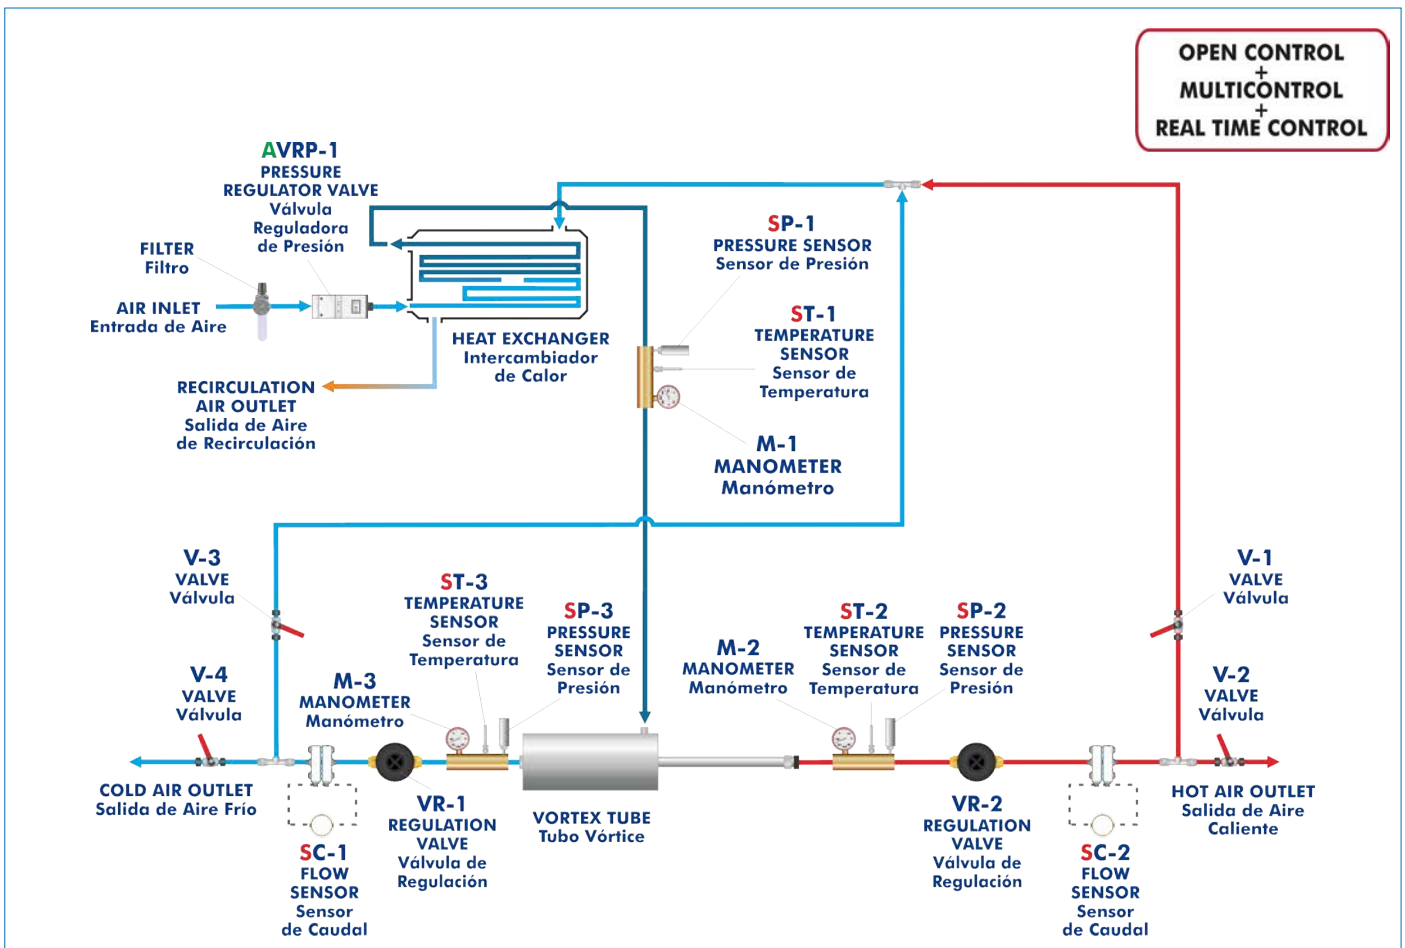 OPEN CONTROL
+
MULTICONTROL
+
REAL TIME CONTROL
AVRP-1
PRESSURE
REGULATOR VALVE
Válvula
Reguladora
de Presión
FILTER
Filtro
AIR INLET
Entrada de Aire
HEAT EXCHANGER
Intercambiador
de Calor
RECIRCULATION
AIR OUTLET
Salida de Aire
de Recirculación
SP-1
PRESSURE SENSOR
Sensor de Presión
ST-1
TEMPERATURE
SENSOR
Sensor de
Temperatura
M-1
MANOMETER
Manómetro
V-3
VALVE
Válvula
V-4
VALVE
Válvula
ST-3
TEMPERATURE
SENSOR
Sensor de
Temperatura
SP-3
PRESSURE
SENSOR
Sensor de
Presión
M-3
MANOMETER
Manómetro
M-2
MANOMETER
Manómetro
ST-2
TEMPERATURE
SENSOR
Sensor de
Temperatura
SP-2
PRESSURE
SENSOR
Sensor de
Presión
V-1
VALVE
Válvula
V-2
VALVE
Válvula
COLD AIR OUTLET
Salida de Aire Frío
SC-1
FLOW
SENSOR
Sensor
de Caudal
VR-1
REGULATION
VALVE
Válvula de
Regulación
VORTEX TUBE
Tubo Vórtice
VR-2
REGULATION
VALVE
Válvula de
Regulación
SC-2
FLOW
SENSOR
Sensor
de Caudal
HOT AIR OUTLET
Salida de Aire
Caliente